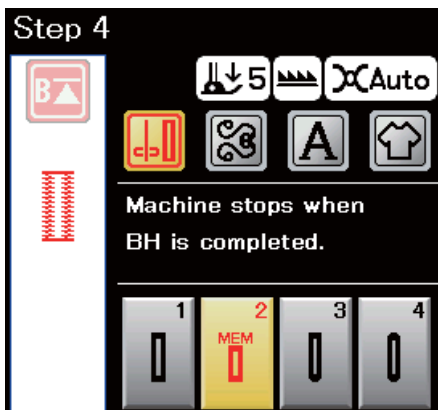 Step 4
B
5 Auto
A
Machine stops when
BH is completed.
1 2 3 4
MEM